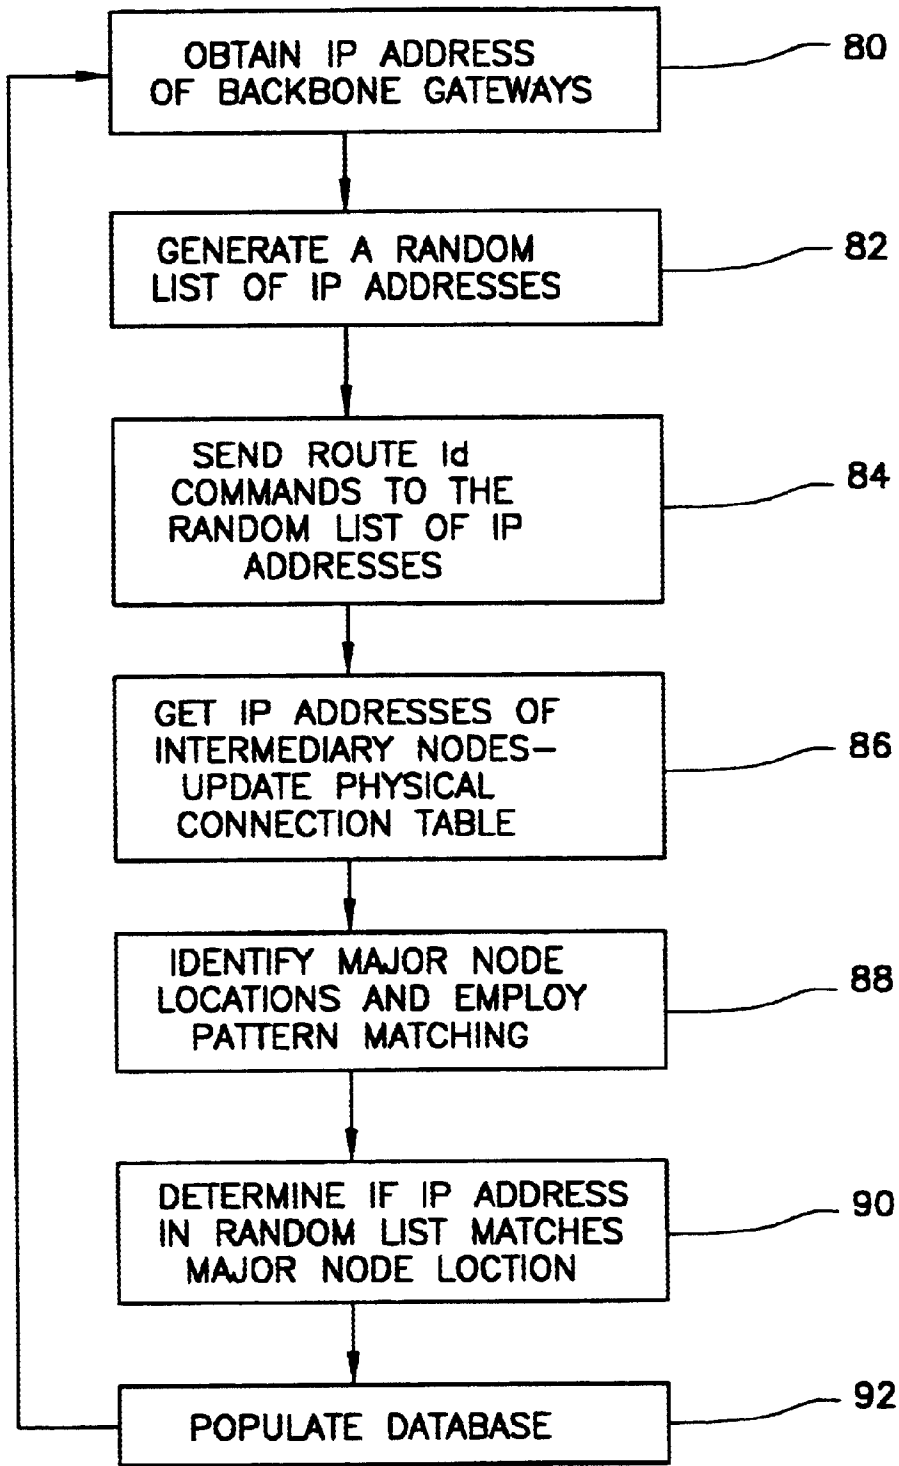 OBTAIN IP ADDRESS
OF BACKBONE GATEWAYS
80
GENERATE A RANDOM
LIST OF IP ADDRESSES
82
SEND ROUTE Id
COMMANDS TO THE
RANDOM LIST OF IP
ADDRESSES
84
GET IP ADDRESSES OF
INTERMEDIARY NODES—
UPDATE PHYSICAL
CONNECTION TABLE
86
IDENTIFY MAJOR NODE
LOCATIONS AND EMPLOY
PATTERN MATCHING
88
DETERMINE IF IP ADDRESS
IN RANDOM LIST MATCHES
MAJOR NODE LOCTION
90
POPULATE DATABASE
92